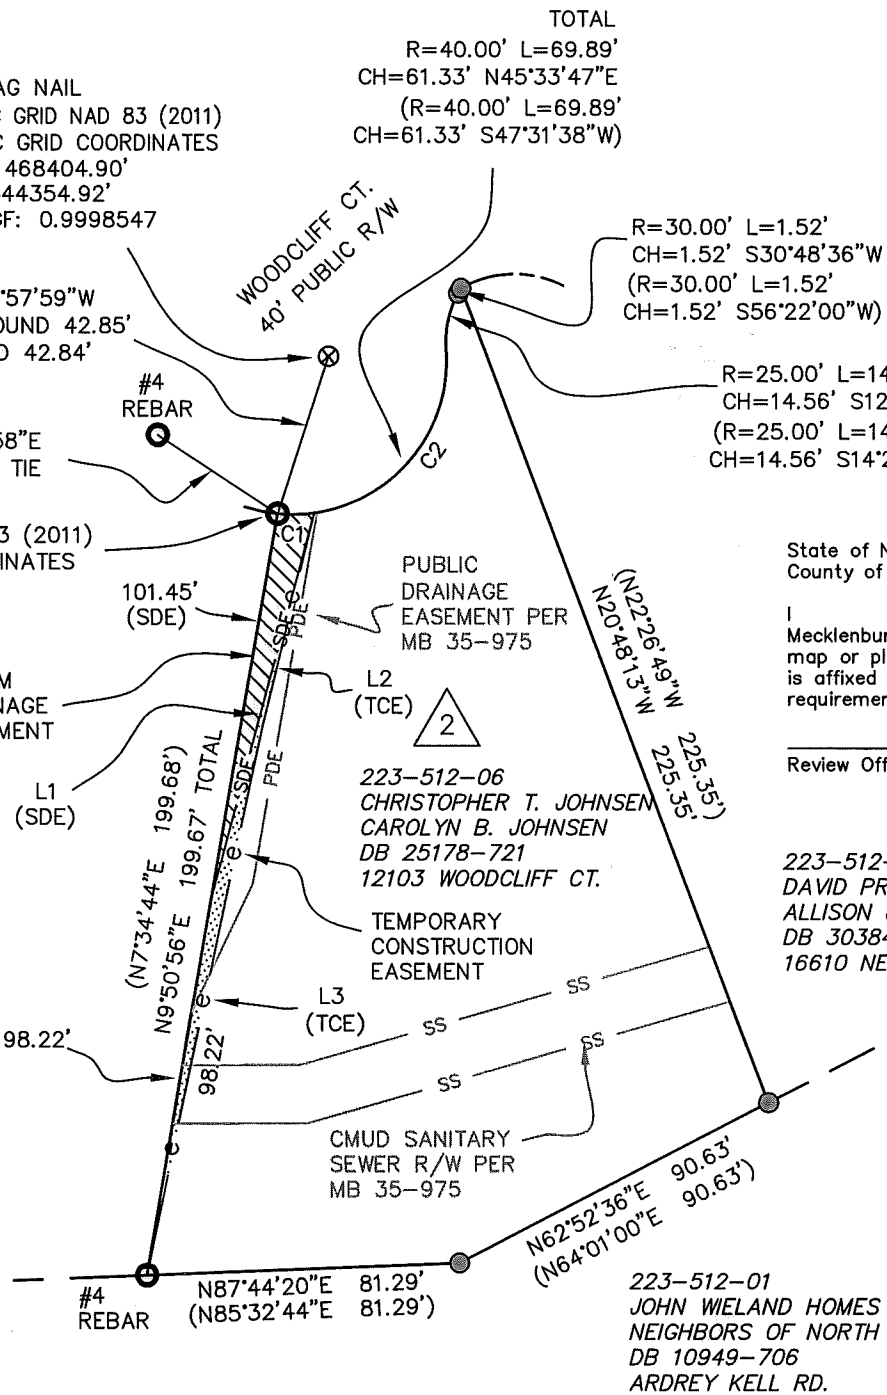 TOTAL
R=40.00' L=69.89'
CH=61.33' N45°33'47"E
(R=40.00' L=69.89'
CH=61.33' S47°31'38"W)
AG NAIL
GRID NAD 83 (2011)
GRID COORDINATES
468404.90'
44354.92'
GF: 0.9998547
WOODCLIFF CT.
40' PUBLIC R/W
R=30.00' L=1.52'
CH=1.52' S30°48'36"W
(R=30.00' L=1.52'
CH=1.52' S56°22'00"W)
°57'59"W
OUND 42.85'
D 42.84'
#4
REBAR
R=25.00' L=14
CH=14.56' S12
(R=25.00' L=14
CH=14.56' S14°2
58"E
TIE
C2
3 (2011)
INATES
C1
101.45'
(SDE)
SDE
e
PDE
PUBLIC
DRAINAGE
EASEMENT PER
MB 35-975
(N22°26'49"W 225.35')
N20°48'13"W 225.35'
State of N
County of
I
Mecklenbur
map or pl
is affixed
requiremen
Review Off
M
NAGE
MENT
L2
(TCE)
2
L1
(SDE)
SDE
PDE
(N7°34'44"E 199.68')
N9°50'56"E 199.67' TOTAL
223-512-06
CHRISTOPHER T. JOHNSEN
CAROLYN B. JOHNSEN
DB 25178-721
12103 WOODCLIFF CT.
e
223-512-
DAVID PR
ALLISON
DB 30384
16610 NE
TEMPORARY
CONSTRUCTION
EASEMENT
e
L3
(TCE)
SS
SS
98.22'
98.22'
SS
SS
e
CMUD SANITARY
SEWER R/W PER
MB 35-975
N62°52'36"E 90.63'
(N64°01'00"E 90.63')
#4
REBAR
N87°44'20"E 81.29'
(N85°32'44"E 81.29')
223-512-01
JOHN WIELAND HOMES
NEIGHBORS OF NORTH
DB 10949-706
ARDREY KELL RD.